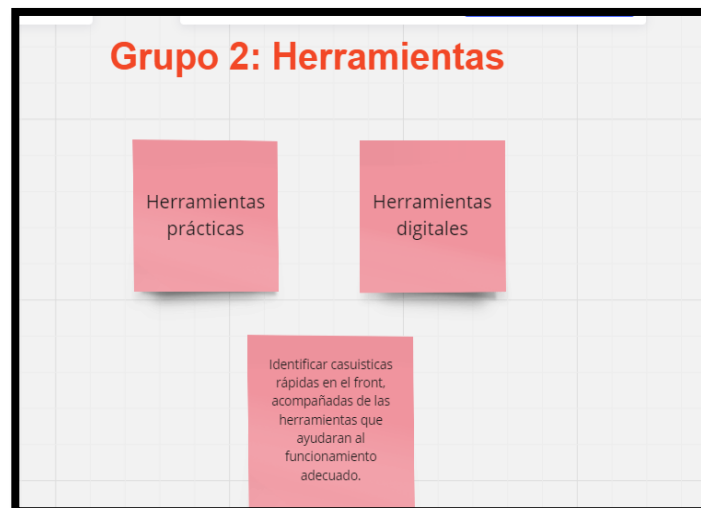 Grupo 2: Herramientas
Herramientas
prácticas
Herramientas
digitales
Identificar casuisticas
rápidas en el front,
acompañadas de las
herramientas que
ayudaran al
funcionamiento
adecuado.